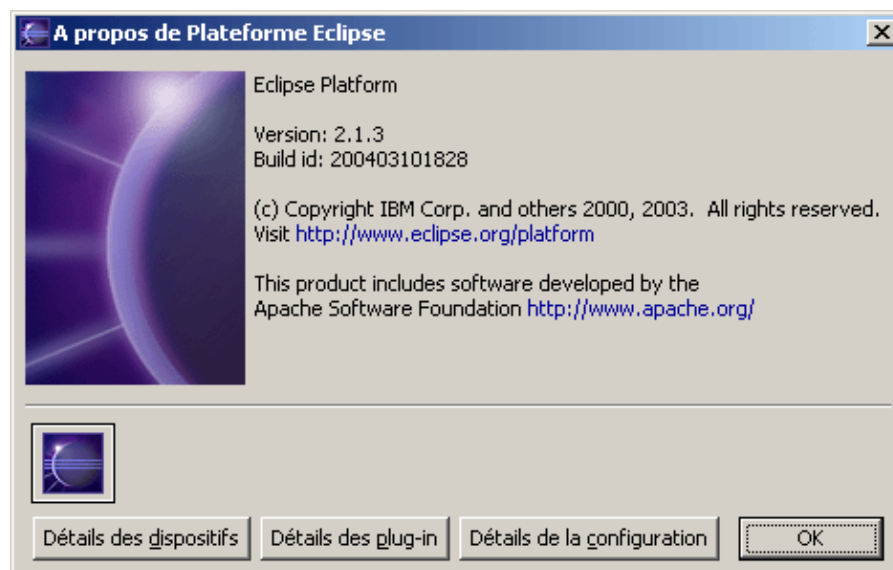 A propos de Plateforme Eclipse
Eclipse Platform
Version: 2.1.3
Build id: 200403101828
(c) Copyright IBM Corp. and others 2000, 2003. All rights reserved.
Visit http://www.eclipse.org/platform
This product includes software developed by the
Apache Software Foundation http://www.apache.org/
Détails des dispositifs
Détails des plug-in
Détails de la configuration
OK